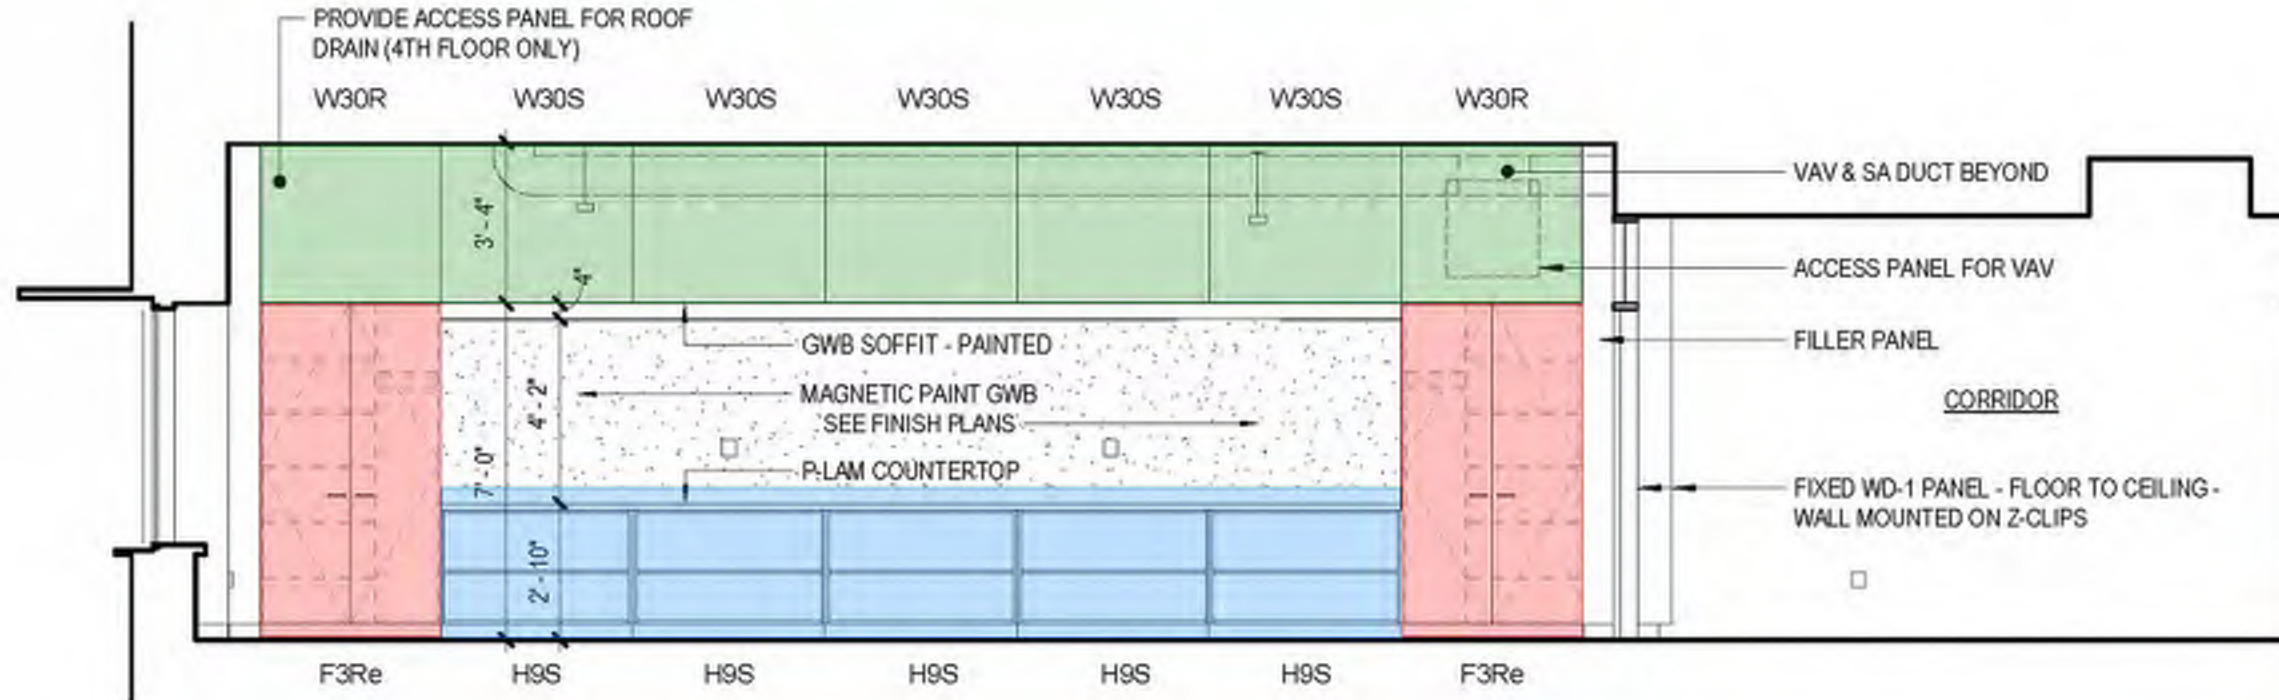 PROVIDE ACCESS PANEL FOR ROOF
DRAIN (4TH FLOOR ONLY)
W30R
W30S
W30S
W30S
W30S
W30S
W30R
VAV & SA DUCT BEYOND
3' - 4"
4"
ACCESS PANEL FOR VAV
GWB SOFFIT - PAINTED
FILLER PANEL
MAGNETIC PAINT GWB
SEE FINISH PLANS
4' - 2"
CORRIDOR
7' - 0"
P-LAM COUNTERTOP
FIXED WD-1 PANEL - FLOOR TO CEILING -
WALL MOUNTED ON Z-CLIPS
2' - 10"
F3Re
H9S
H9S
H9S
H9S
H9S
F3Re